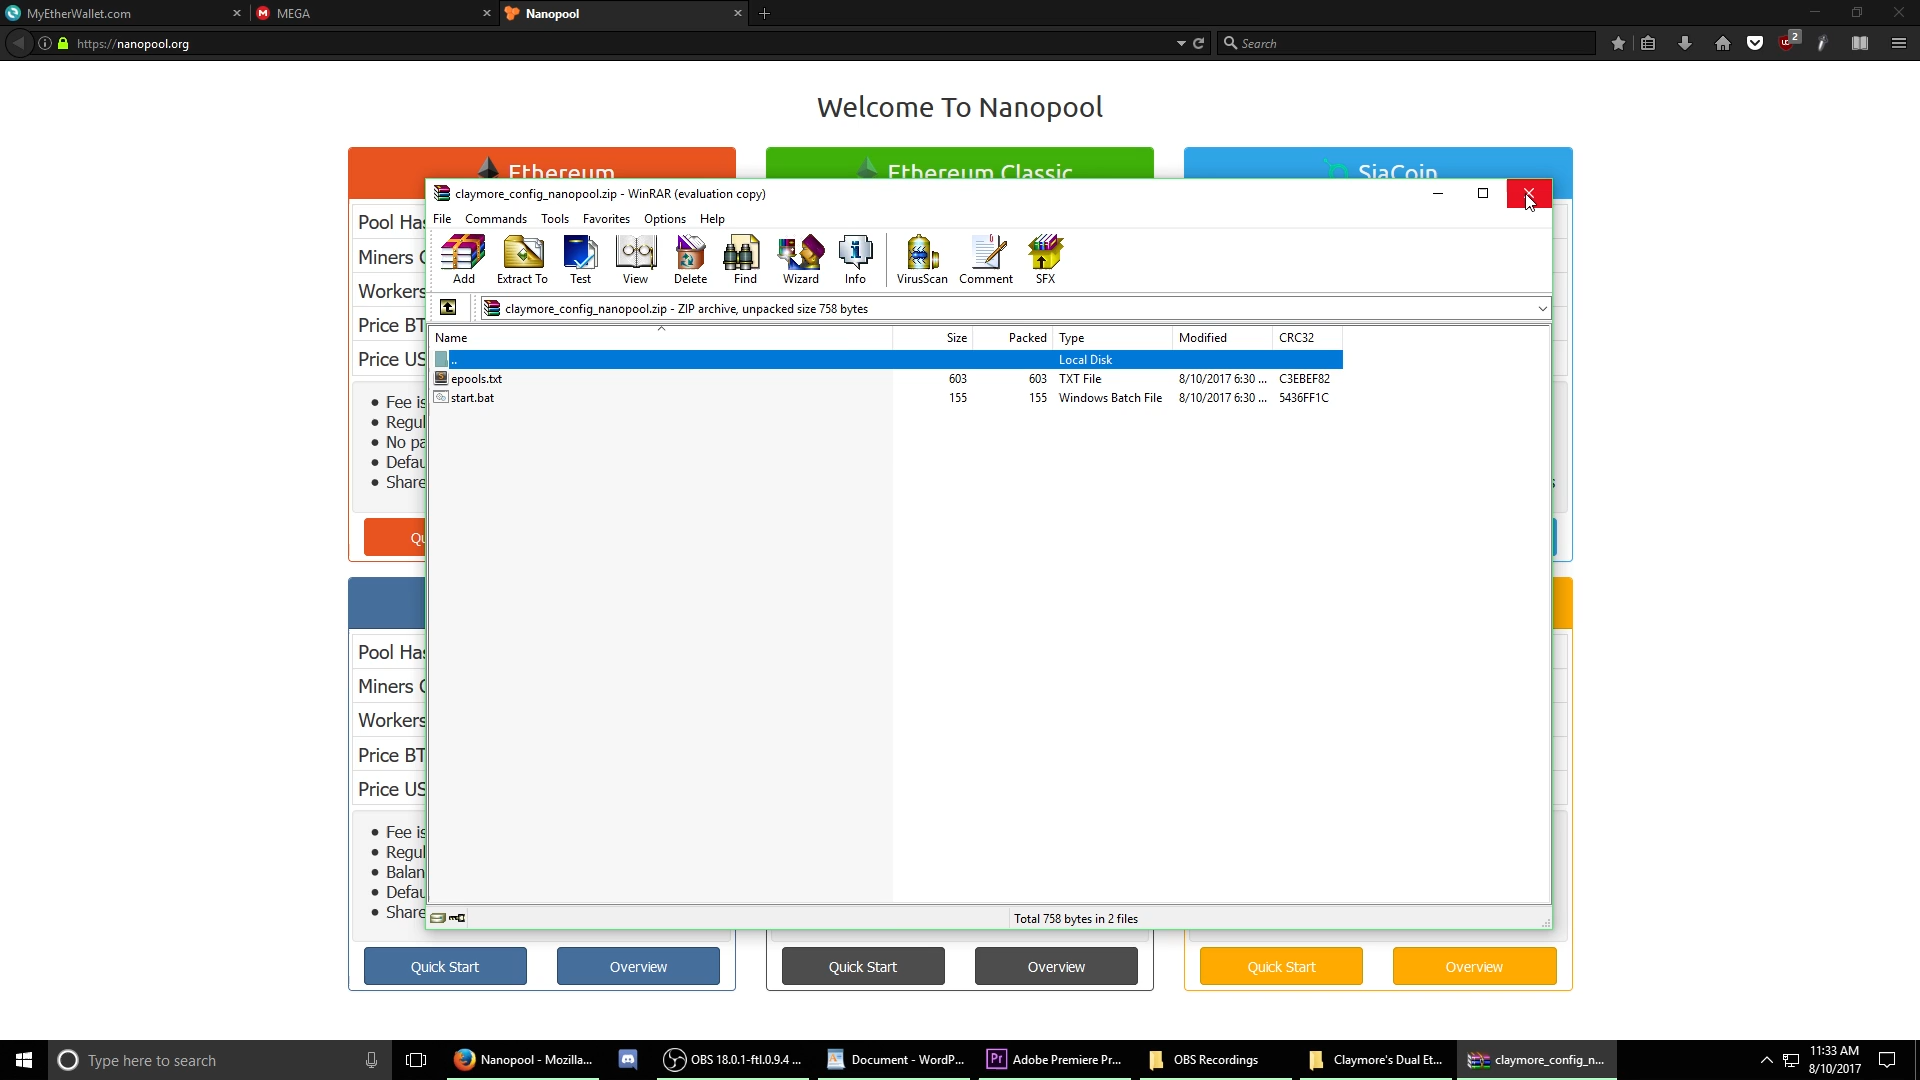 MyEtherWallet.com
MEGA
Nanopool
https://nanopool.org
Search
2
Welcome To Nanopool
Ethereum
Ethereum Classic
SiaCoin
claymore_config_nanopool.zip - WinRAR (evaluation copy)
File Commands Tools Favorites Options Help
Add Extract To Test View Delete Find Wizard Info VirusScan Comment SFX
claymore_config_nanopool.zip - ZIP archive, unpacked size 758 bytes
Name Size Packed Type Modified CRC32
.. Local Disk
epools.txt 603 603 TXT File 8/10/2017 6:30 ... C3EBEF82
start.bat 155 155 Windows Batch File 8/10/2017 6:30 ... 5436FF1C
Total 758 bytes in 2 files
Pool Has
Miners
Workers
Price BT
Price US
Fee is
Regul
No pa
Defau
Share
Qu
Pool Has
Miners
Workers
Price BT
Price US
Fee is
Regul
Balan
Defau
Share
Quick Start Overview
Quick Start Overview
Quick Start Overview
Type here to search
Nanopool - Mozilla...
OBS 18.0.1-ftl.0.9.4 ...
Document - WordP...
Adobe Premiere Pr...
OBS Recordings
Claymore's Dual Et...
claymore_config_n...
11:33 AM
8/10/2017